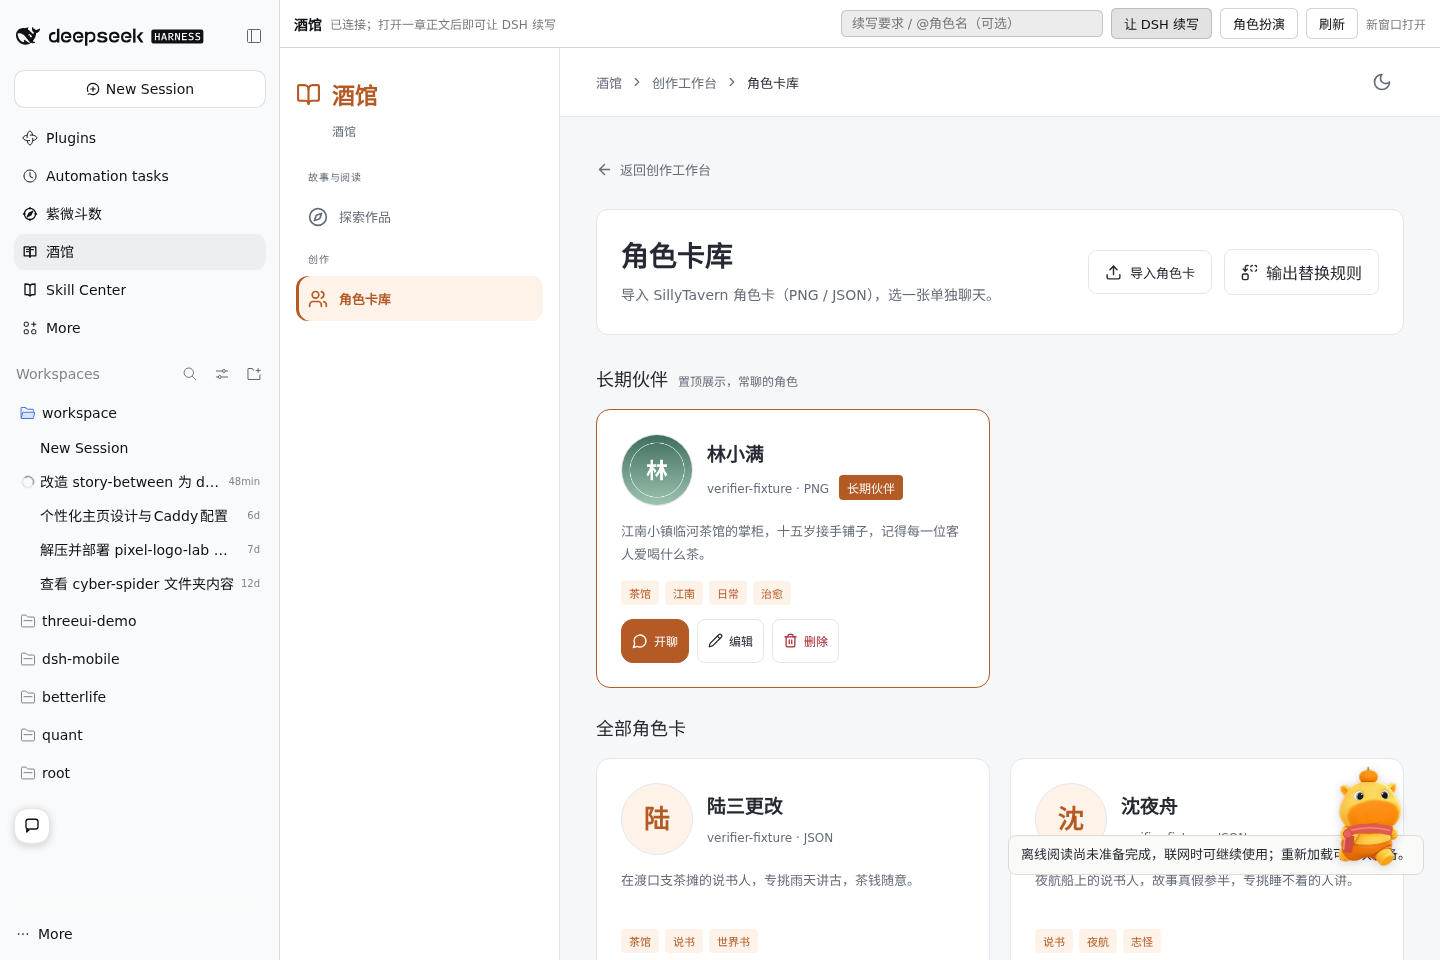 deepseek HARNESS
New Session
Plugins
Automation tasks
紫微斗数
酒馆
Skill Center
More
Workspaces
workspace
New Session
改造 story-between 为 d... 48min
个性化主页设计与Caddy配置 6d
解压并部署 pixel-logo-lab ... 7d
查看 cyber-spider 文件夹内容 12d
threeui-demo
dsh-mobile
betterlife
quant
root
More
酒馆 已连接；打开一章正文后即可让 DSH 续写
续写要求 / @角色名（可选）
让 DSH 续写
角色扮演
刷新
新窗口打开
酒馆
酒馆
故事与阅读
探索作品
创作
角色卡库
酒馆 > 创作工作台 > 角色卡库
返回创作工作台
角色卡库
导入 SillyTavern 角色卡（PNG / JSON），选一张单独聊天。
导入角色卡
输出替换规则
长期伙伴 置顶展示，常聊的角色
林
林小满
verifier-fixture · PNG 长期伙伴
江南小镇临河茶馆的掌柜，十五岁接手铺子，记得每一位客
人爱喝什么茶。
茶馆 江南 日常 治愈
开聊 编辑 删除
全部角色卡
陆
陆三更改
verifier-fixture · JSON
在渡口支茶摊的说书人，专挑雨天讲古，茶钱随意。
茶馆 说书 世界书
沈
沈夜舟
离线阅读尚未准备完成，联网时可继续使用；重新加载可
夜航船上的说书人，故事真假参半，专挑睡不着的人讲。
说书 夜航 志怪